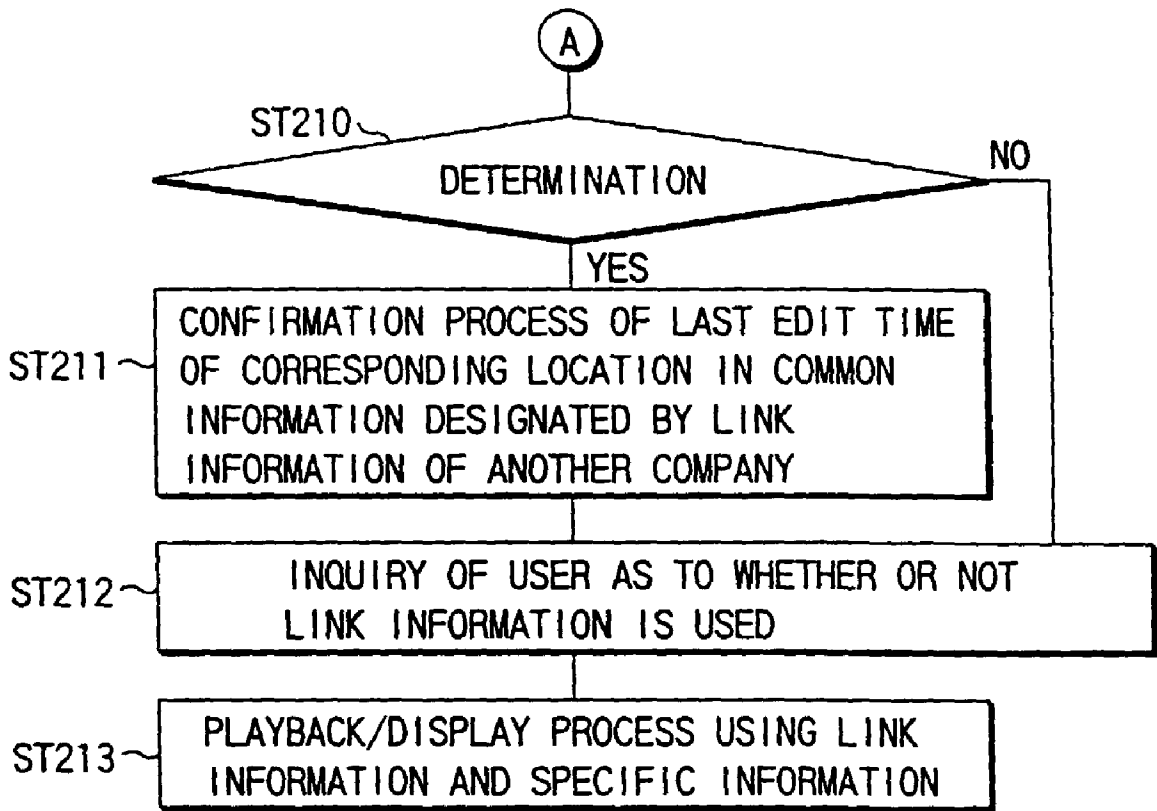 A
ST210
DETERMINATION
NO
YES
ST211
CONFIRMATION PROCESS OF LAST EDIT TIME
OF CORRESPONDING LOCATION IN COMMON
INFORMATION DESIGNATED BY LINK
INFORMATION OF ANOTHER COMPANY
ST212
INQUIRY OF USER AS TO WHETHER OR NOT
LINK INFORMATION IS USED
ST213
PLAYBACK/DISPLAY PROCESS USING LINK
INFORMATION AND SPECIFIC INFORMATION